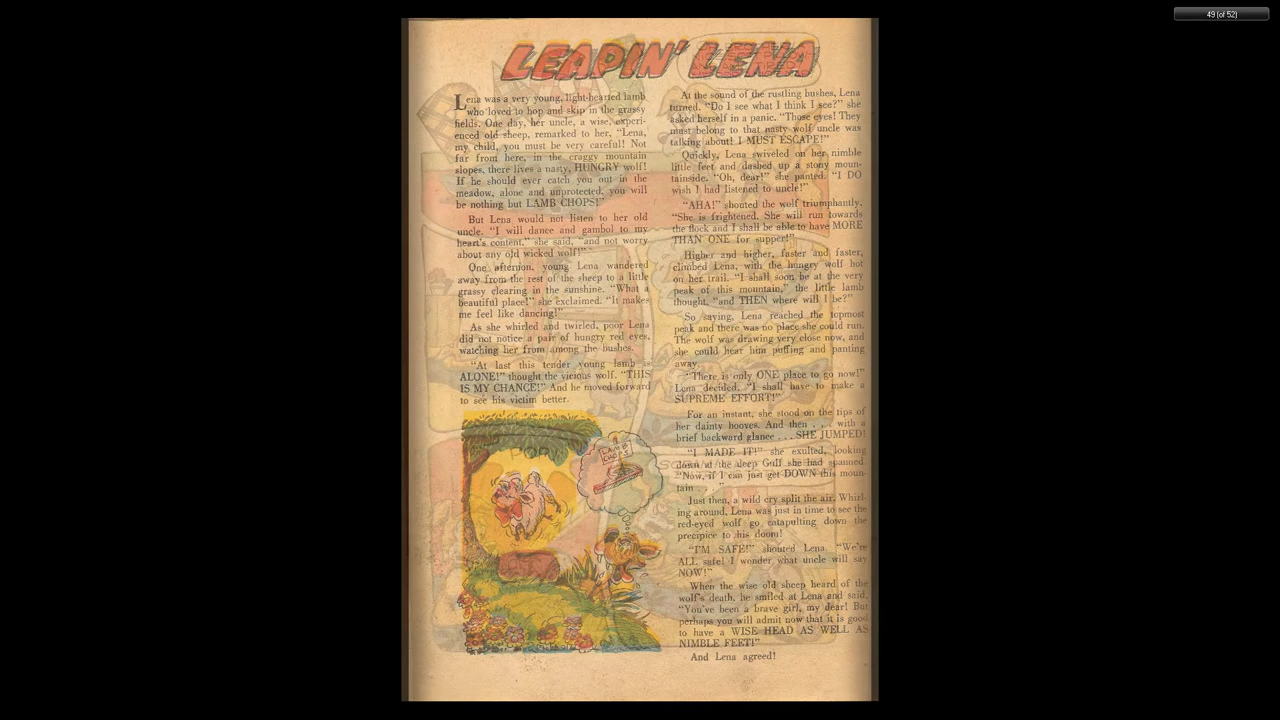 49 (of 52)
LEAPIN' LENA
Lena was a very young, light-hearted lamb
who loved to hop and skip in the grassy
fields. One day, her uncle, a wise, experi-
enced old sheep, remarked to her, "Lena,
my child, you must be very careful! Not
far from here, in the craggy mountain
slopes, there lives a nasty, HUNGRY wolf!
If he should ever catch you out in the
meadow, alone and unprotected, you will
be nothing but LAMB CHOPS!"
But Lena would not listen to her old
uncle. "I will dance and gambol to my
heart's content," she said, "and not worry
about any old wicked wolf!"
One afternon, young Lena wandered
away from the rest of the sheep to a little
grassy clearing in the sunshine. "What a
beautiful place!" she exclaimed. "It makes
me feel like dancing!"
As she whirled and twirled, poor Lena
did not notice a pair of hungry red eyes,
watching her from among the bushes.
"At last this tender young lamb is
ALONE!" thought the vicious wolf. "THIS
IS MY CHANCE!" And he moved forward
to see his victim better.
LAMB
CHOPS
At the sound of the rustling bushes, Lena
turned. "Do I see what I think I see?" she
asked herself in a panic. "Those eyes! They
must belong to that nasty wolf uncle was
talking about! I MUST ESCAPE!"
Quickly, Lena swiveled on her nimble
little feet and dashed up a stony moun-
tainside. "Oh, dear!" she panted. "I DO
wish I had listened to uncle!"
"AHA!" shouted the wolf triumphantly.
"She is frightened. She will run towards
the flock and I shall be able to have MORE
THAN ONE for supper!"
Higher and higher, faster and faster,
climbed Lena, with the hungry wolf hot
on her trail. "I shall soon be at the very
peak of this mountain," the little lamb
thought, "and THEN where will I be?"
So saying, Lena reached the topmost
peak and there was no place she could run.
The wolf was drawing very close now, and
she could hear him puffing and panting
away.
"There is only ONE place to go now!"
Lena decided. "I shall have to make a
SUPREME EFFORT!"
For an instant, she stood on the tips of
her dainty hooves. And then . . . with a
brief backward glance . . . SHE JUMPED!
"I MADE IT!" she exulted, looking
down at the deep Gulf she had spanned
"Now, if I can just get DOWN this moun-
tain . . ."
Just then, a wild cry split the air. Whirl-
ing around, Lena was just in time to see the
red-eyed wolf go catapulting down the
precipice to his doom!
"I'M SAFE!" shouted Lena. "We're
ALL safe! I wonder what uncle will say
NOW!"
When the wise old sheep heard of the
wolf's death, he smiled at Lena and said,
"You've been a brave girl, my dear! But
perhaps you will admit now that it is good
to have a WISE HEAD AS WELL AS
NIMBLE FEET!"
And Lena agreed!